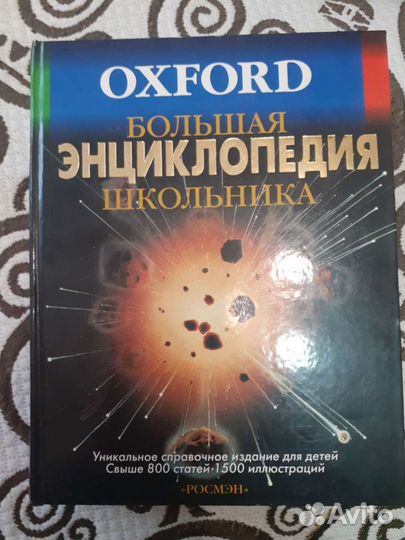 OXFORD
БОЛЬШАЯ
ЭНЦИКЛОПЕДИЯ
ШКОЛЬНИКА
Уникальное справочное издание для детей
Свыше 800 статей·1500 иллюстраций
«РОСМЭН»
Avito